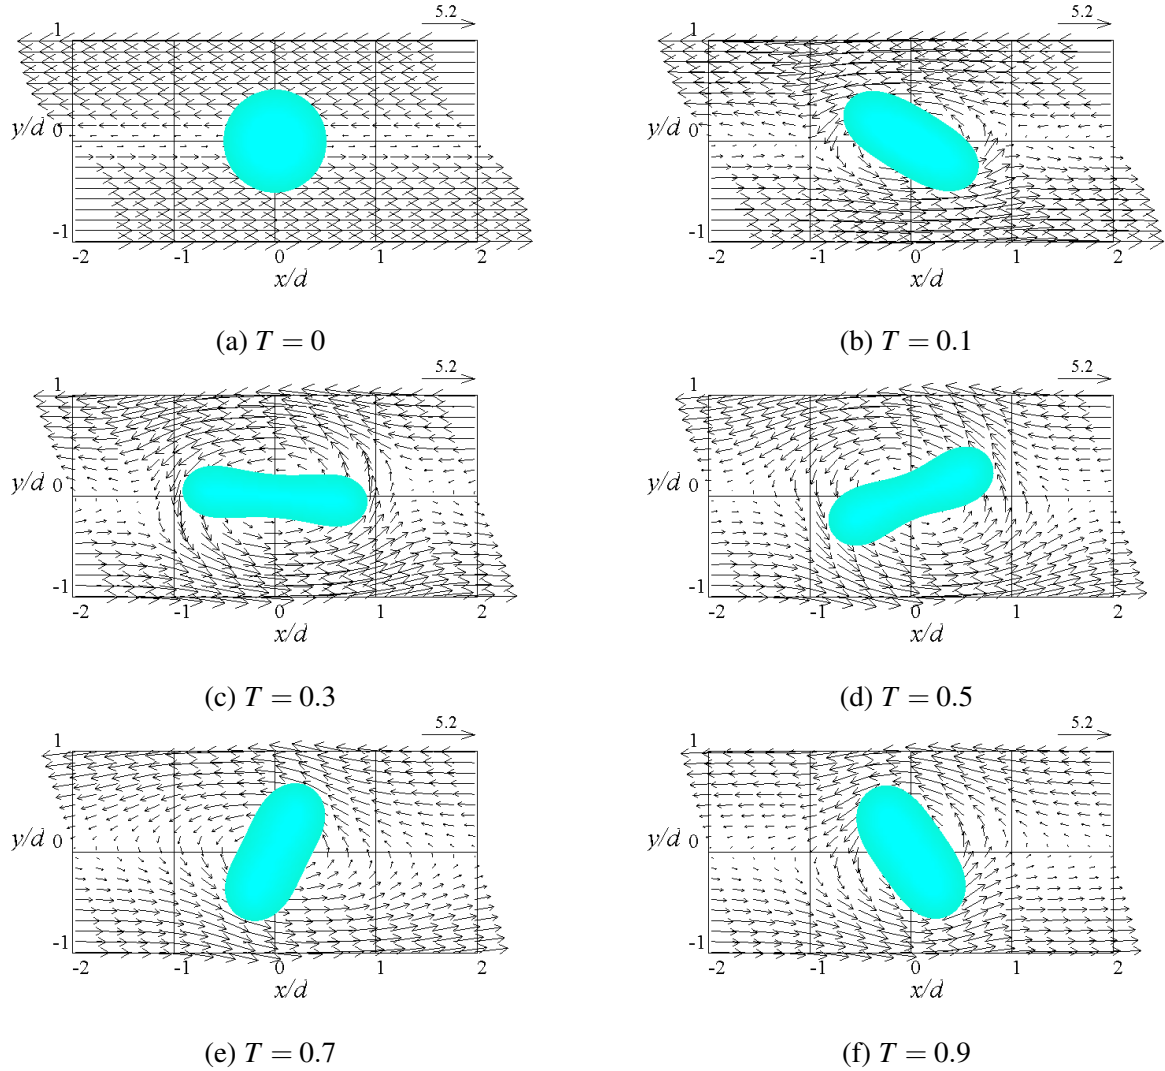 5.2 5.2
1 1
y/d 0 y/d 0
-1 -1
-2 -1 0 1 2 -2 -1 0 1 2
x/d x/d
(a) T = 0 (b) T = 0.1
5.2 5.2
1 1
y/d 0 y/d 0
-1 -1
-2 -1 0 1 2 -2 -1 0 1 2
x/d x/d
(c) T = 0.3 (d) T = 0.5
5.2 5.2
1 1
y/d 0 y/d 0
-1 -1
-2 -1 0 1 2 -2 -1 0 1 2
x/d x/d
(e) T = 0.7 (f) T = 0.9